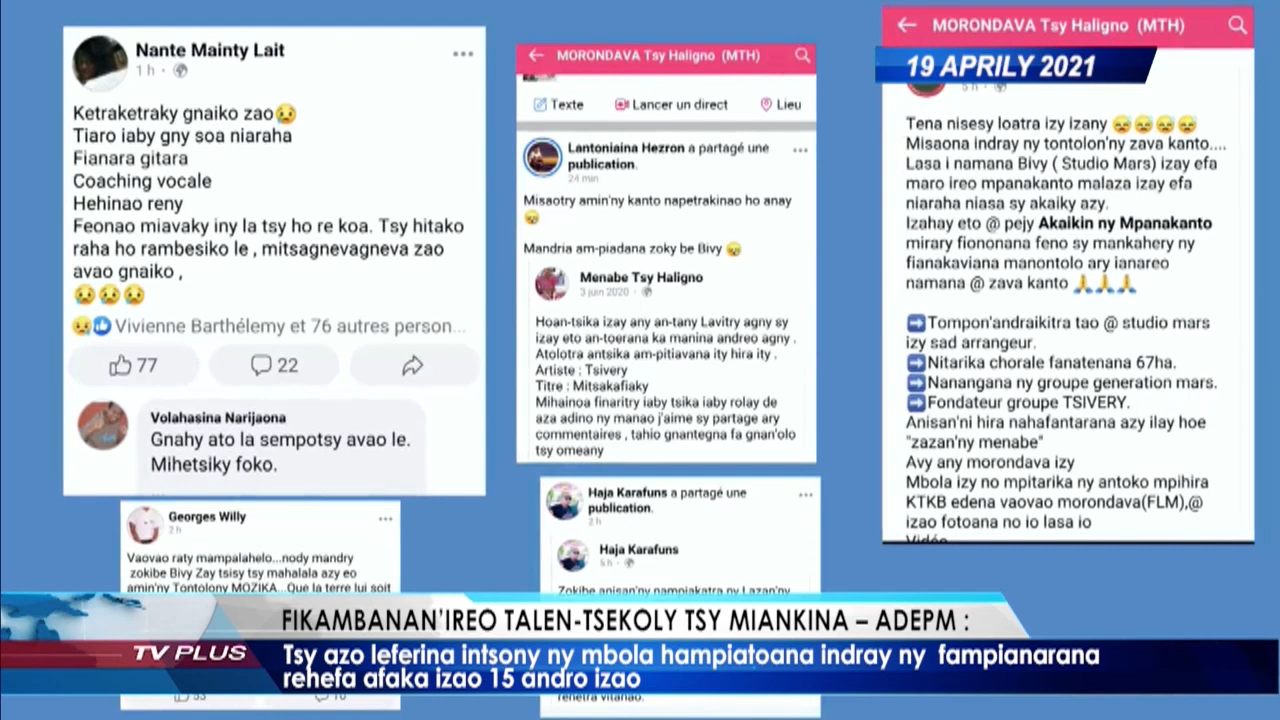 Nante Mainty Lait
1 h
Ketraketraky gnaiko zao😢
Tiaro iaby gny soa niaraha
Fianara gitara
Coaching vocale
Hehinao reny
Feonao miavaky iny la tsy ho re koa. Tsy hitako
raha ho rambesiko le , mitsagnevagneva zao
avao gnaiko ,
😢😢😢
Vivienne Barthélemy et 76 autres person...
77
22
Volahasina Narijaona
Gnahy ato la sempotsy avao le.
Mihetsiky foko.
Georges Willy
2 h
Vaovao raty mampalahelo...nody mandry
zokibe Bivy Zay tsisy tsy mahalala azy eo
amin'ny Tontolony MOZIKA...Que la terre lui soit
MORONDAVA Tsy Haligno (MTH)
Texte
Lancer un direct
Lieu
Lantoniaina Hezron a partagé une
publication.
24 min
Misaotry amin'ny kanto napetrakinao ho anay
😪
Mandria am-piadana zoky be Bivy 😪
Menabe Tsy Haligno
3 juin 2020
Hoan-tsika izay any an-tany Lavitry agny sy
izay eto an-toerana ka manina andreo agny .
Atolotra antsika am-pitiavana ity hira ity .
Artiste : Tsivery
Titre : Mitsakafiaky
Mihainoa finaritry iaby tsika iaby rolay de
aza adino ny manao j'aime sy partage ary
commentaires , tahio gnantegna fa gnan'olo
tsy omeany
Haja Karafuns a partagé une
publication.
2 h
Haja Karafuns
5 h
MORONDAVA Tsy Haligno (MTH)
19 APRILY 2021
5 h
Tena nisesy loatra izy izany 😪😪😪😪
Misaona indray ny tontolon'ny zava kanto....
Lasa i namana Bivy ( Studio Mars) izay efa
maro ireo mpanakanto malaza izay efa
niaraha niasa sy akaiky azy.
Izahay eto @ pejy Akaikin ny Mpanakanto
mirary fiononana feno sy mankahery ny
fianakaviana manontolo ary ianareo
namana @ zava kanto 🙏🙏🙏
➡️Tompon'andraikitra tao @ studio mars
izy sad arrangeur.
➡️Nitarika chorale fanatenana 67ha.
➡️Nanangana ny groupe generation mars.
➡️Fondateur groupe TSIVERY.
Anisan'ni hira nahafantarana azy ilay hoe
"zazan'ny menabe"
Avy any morondava izy
Mbola izy no mpitarika ny antoko mpihira
KTKB edena vaovao morondava(FLM),@
izao fotoana no io lasa io
Vidéo
FIKAMBANAN'IREO TALEN-TSEKOLY TSY MIANKINA – ADEPM :
TV PLUS
Tsy azo leferina intsony ny mbola hampiatoana indray ny fampianarana
rehefa afaka izao 15 andro izao